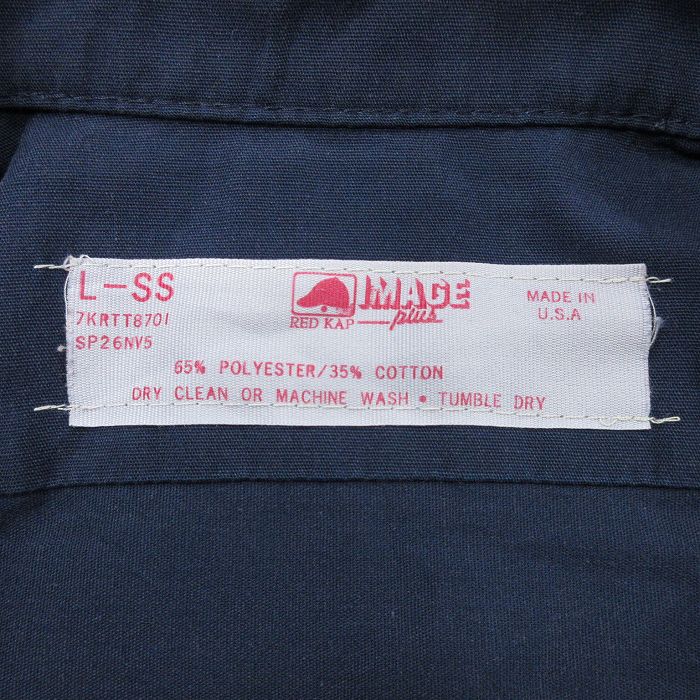 L-SS
7KRTT8701
SP26NV5
RED KAP
IMAGE
plus
MADE IN
U.S.A
65% POLYESTER/35% COTTON
DRY CLEAN OR MACHINE WASH • TUMBLE DRY